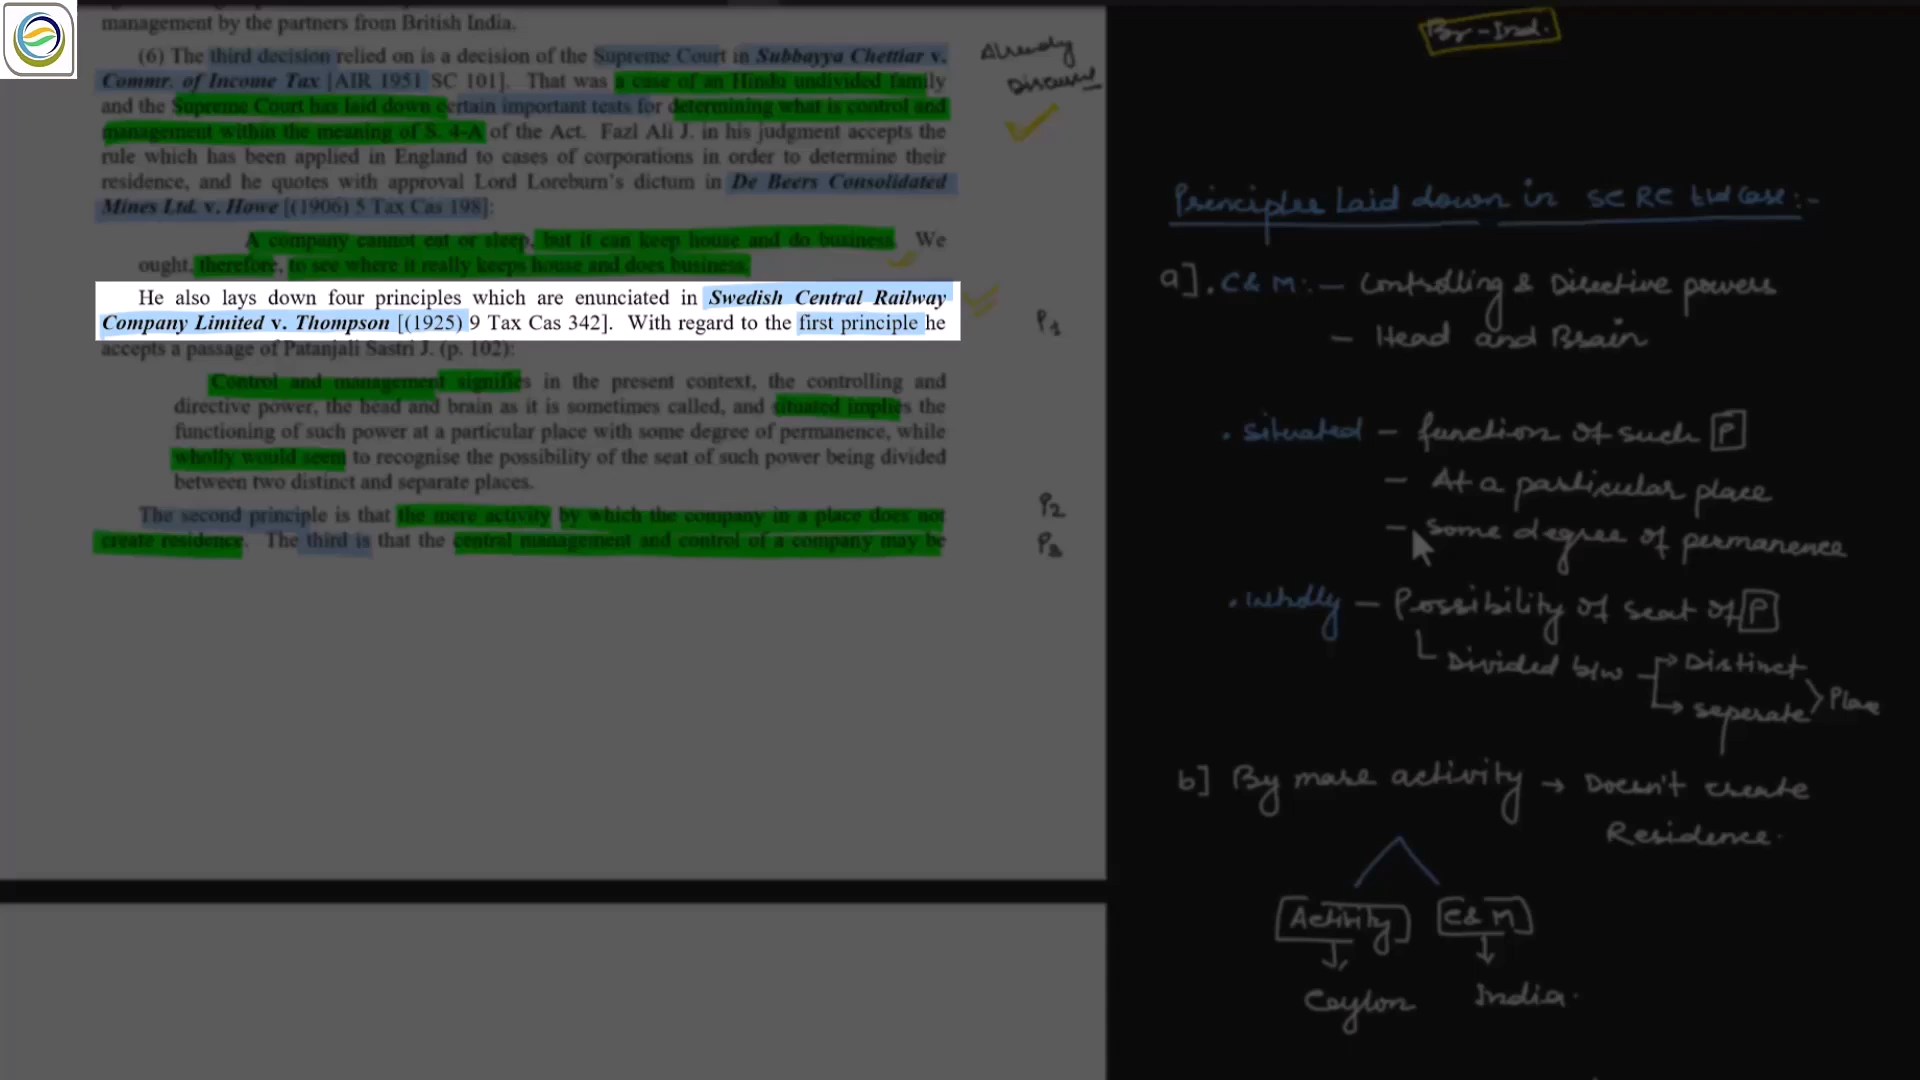 management by the partners from British India.
(6) The third decision relied on is a decision of the Supreme Court in Subbayya Chettiar v.
Commr. of Income Tax [AIR 1951 SC 101]. That was a case of an Hindu undivided family
and the Supreme Court has laid down certain important tests for determining what is control and
management within the meaning of S. 4-A of the Act. Fazl Ali J. in his judgment accepts the
rule which has been applied in England to cases of corporations in order to determine their
residence, and he quotes with approval Lord Loreburn's dictum in De Beers Consolidated
Mines Ltd. v. Howe [(1906) 5 Tax Cas 198]:
A company cannot eat or sleep, but it can keep house and do business. We
ought, therefore, to see where it really keeps house and does business.
He also lays down four principles which are enunciated in Swedish Central Railway
Company Limited v. Thompson [(1925) 9 Tax Cas 342]. With regard to the first principle he
accepts a passage of Patanjali Sastri J. (p. 102):
Control and management signifies in the present context, the controlling and
directive power, the head and brain as it is sometimes called, and situated implies the
functioning of such power at a particular place with some degree of permanence, while
wholly would seem to recognise the possibility of the seat of such power being divided
between two distinct and separate places.
The second principle is that the mere activity by which the company in a place does not
create residence. The third is that the central management and control of a company may be
Already
Discussed
P1
P2
P3
Br-Ind.
Principles Laid down in SCRC Ltd Case:-
a]. C & M:- Controlling & Directive powers
- Head and Brain
. Situated - function of such P
- At a particular place
- Some degree of permanence
. Wholly - Possibility of seat of P
Divided b/w Distinct
seperate Place
b] By mare activity → Doesn't create
Residence.
Activity C & M
Ceylon India.